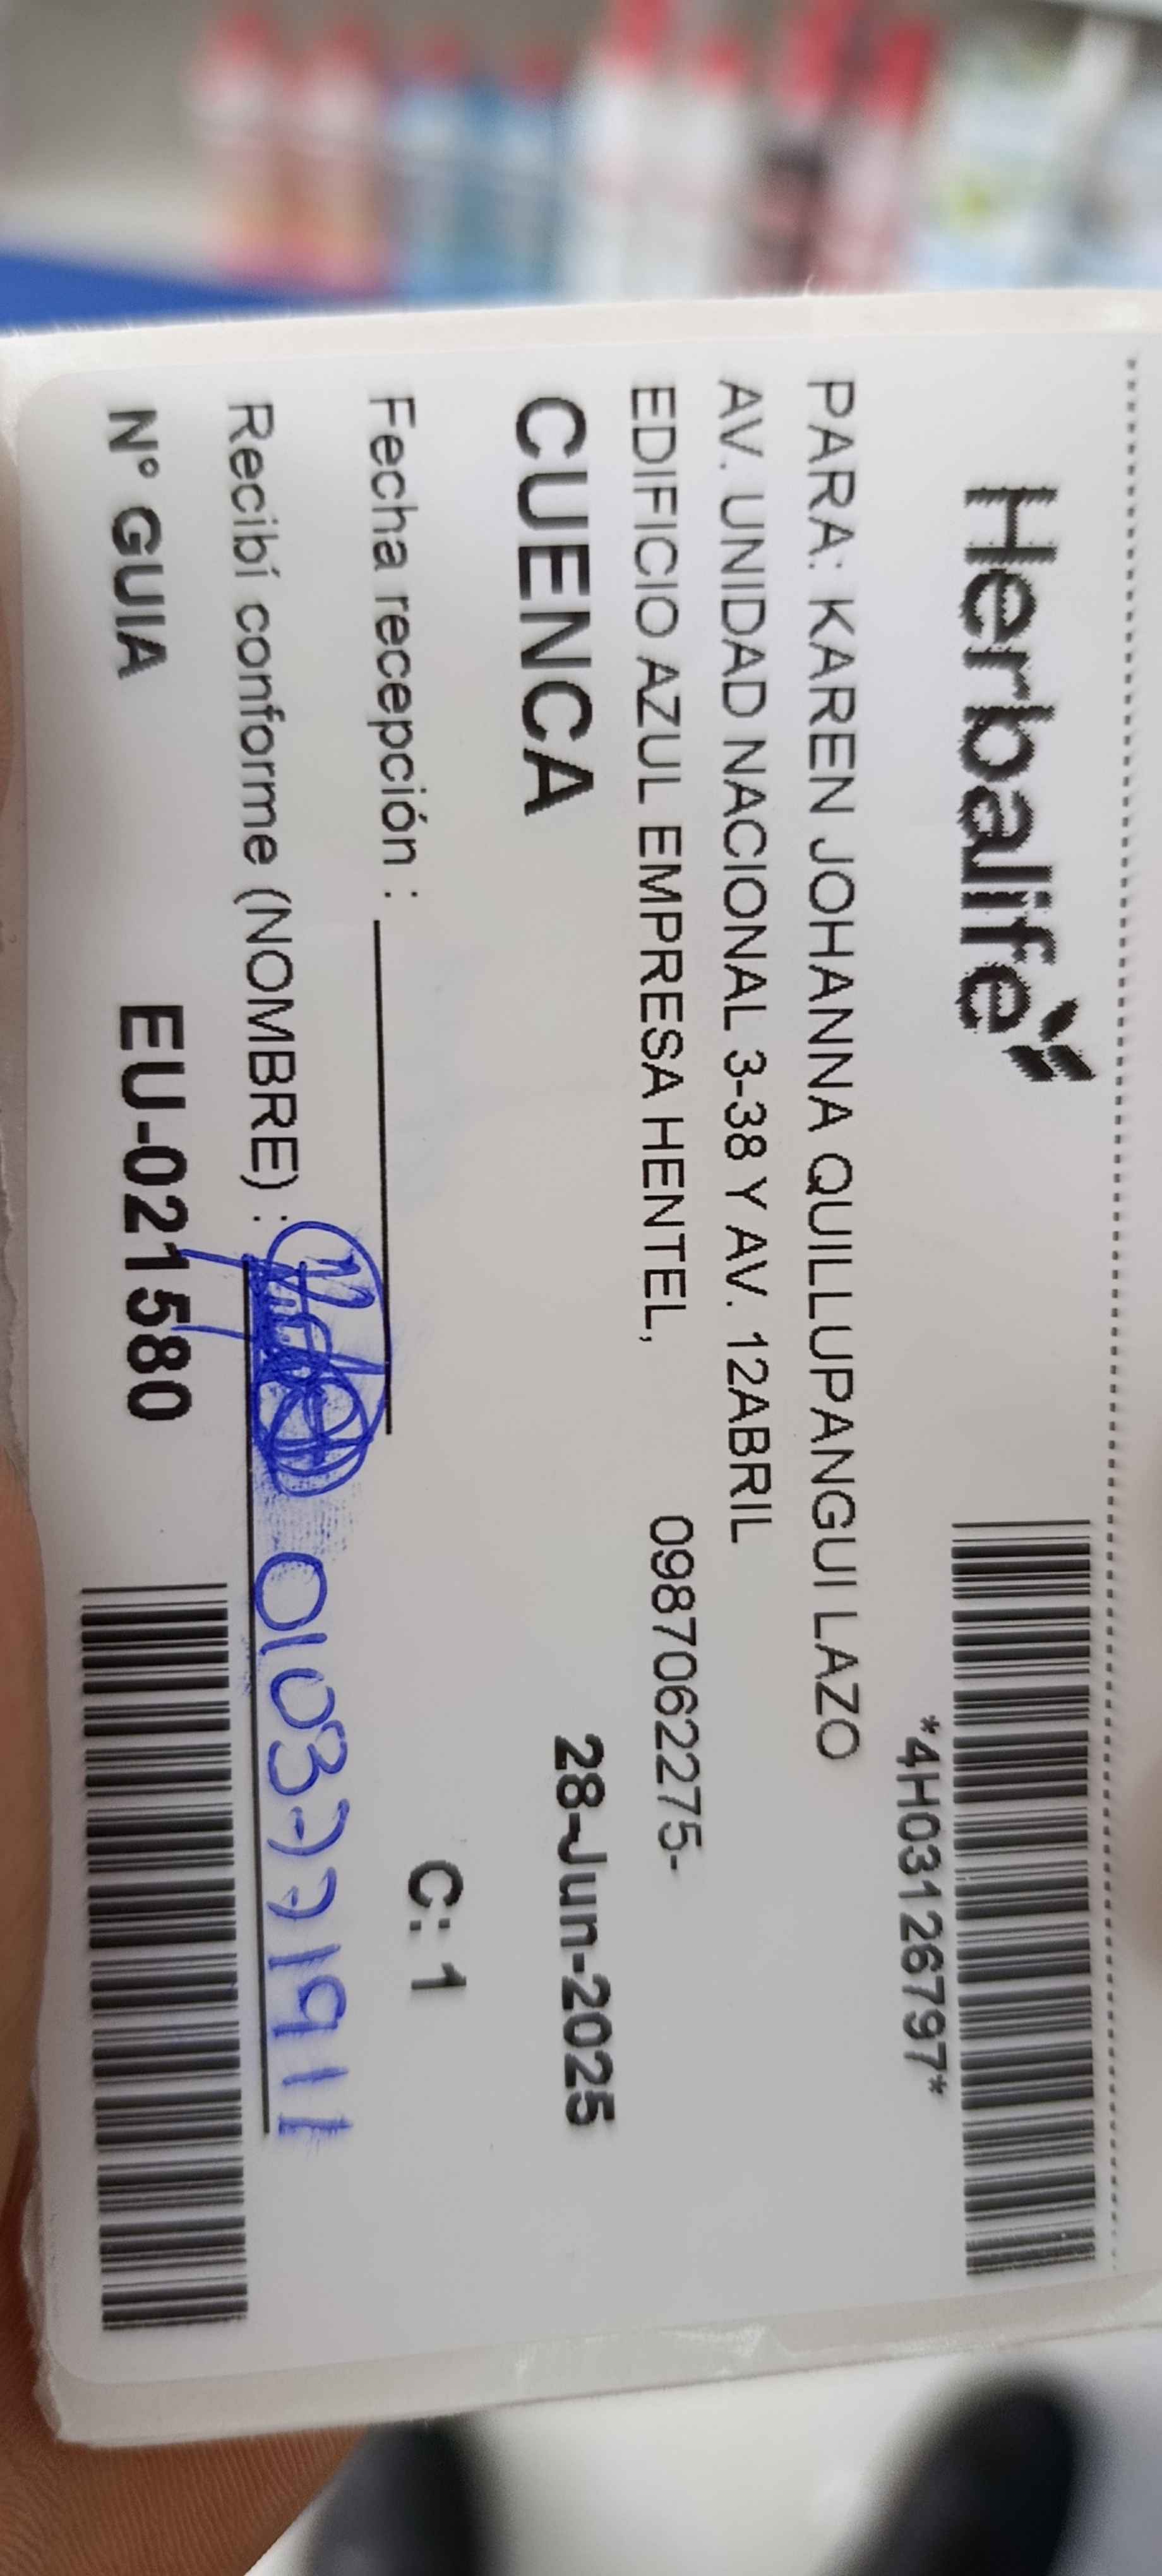 Herbalife
*4H03126797*
PARA: KAREN JOHANNA QUILLUPANGUI LAZO
AV. UNIDAD NACIONAL 3-38 Y AV. 12ABRIL
EDIFICIO AZUL EMPRESA HENTEL, 0987062275-
CUENCA 28-Jun-2025
Fecha recepción : C: 1
Recibí conforme (NOMBRE) : 0103771911
N° GUIA EU-021580